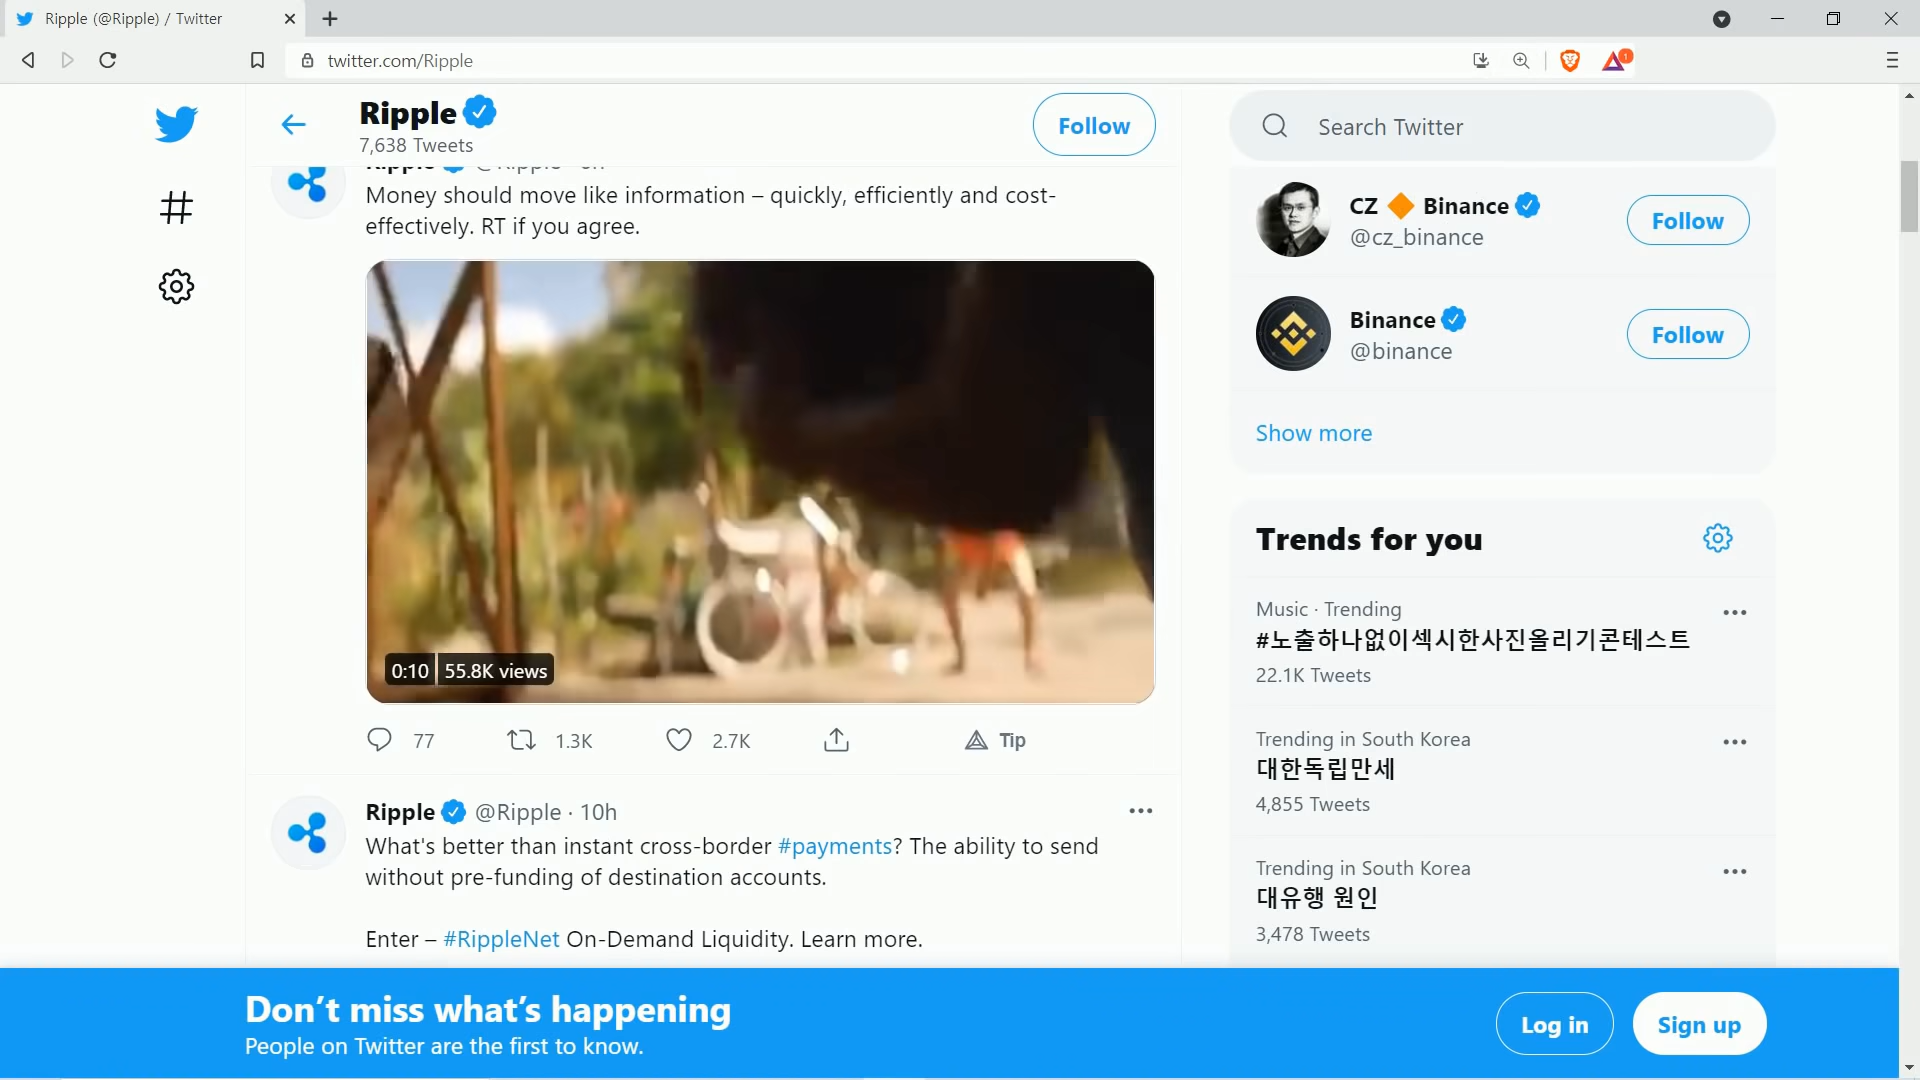 Ripple (@Ripple) / Twitter
twitter.com/Ripple
1
Ripple
7,638 Tweets
Follow
Ripple @Ripple
Money should move like information – quickly, efficiently and cost-
effectively. RT if you agree.
0:10 55.8K views
77 1.3K 2.7K Tip
Ripple @Ripple · 10h
What's better than instant cross-border #payments? The ability to send
without pre-funding of destination accounts.
Enter – #RippleNet On-Demand Liquidity. Learn more.
Search Twitter
CZ 🔶 Binance
@cz_binance
Follow
Binance
@binance
Follow
Show more
Trends for you
Music · Trending
#노출하나없이섹시한사진올리기콘테스트
22.1K Tweets
Trending in South Korea
대한독립만세
4,855 Tweets
Trending in South Korea
대유행 원인
3,478 Tweets
Don’t miss what’s happening
People on Twitter are the first to know.
Log in
Sign up